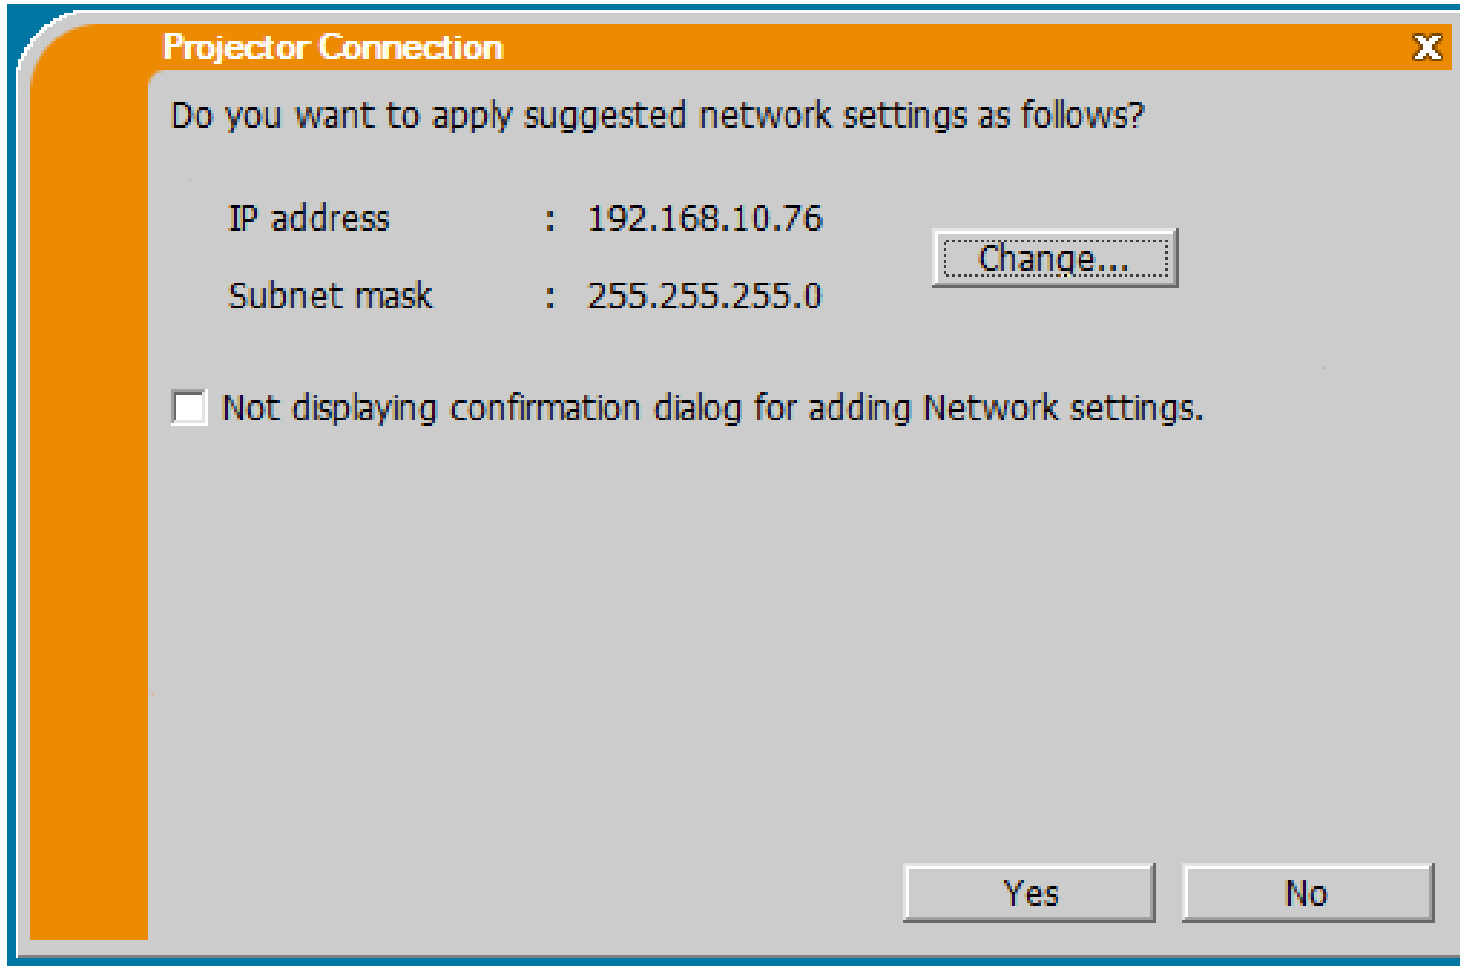 Projector Connection X
Do you want to apply suggested network settings as follows?
IP address : 192.168.10.76
Change...
Subnet mask : 255.255.255.0
Not displaying confirmation dialog for adding Network settings.
Yes No